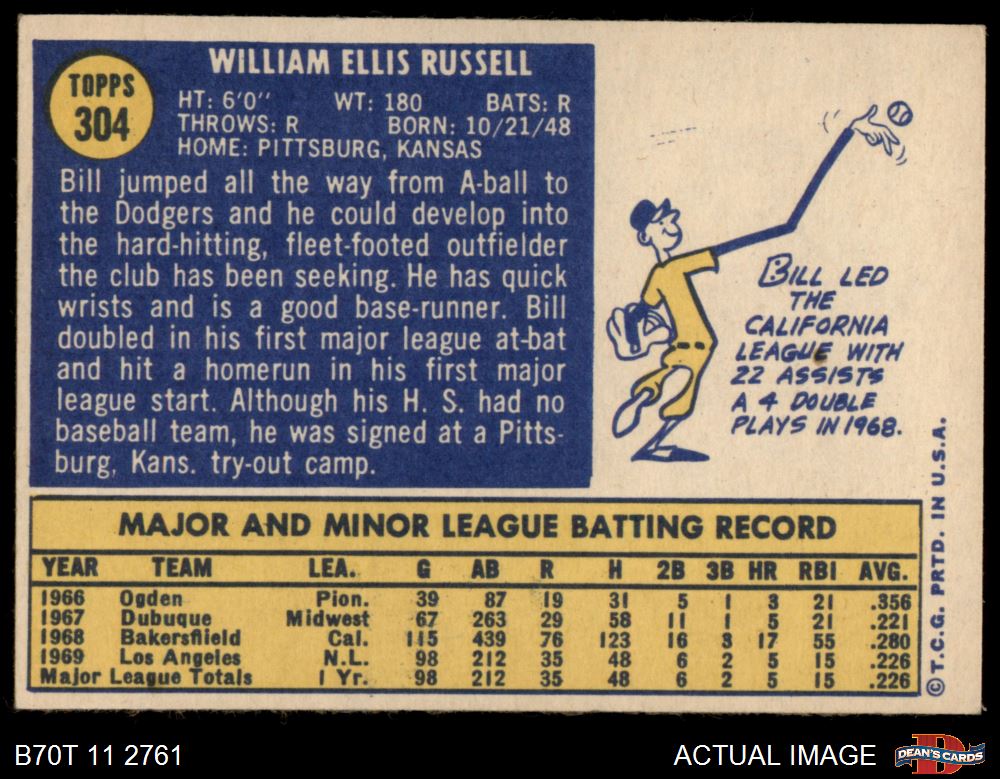 TOPPS
304
WILLIAM ELLIS RUSSELL
HT: 6'0" WT: 180 BATS: R
THROWS: R BORN: 10/21/48
HOME: PITTSBURG, KANSAS
Bill jumped all the way from A-ball to
the Dodgers and he could develop into
the hard-hitting, fleet-footed outfielder
the club has been seeking. He has quick
wrists and is a good base-runner. Bill
doubled in his first major league at-bat
and hit a homerun in his first major
league start. Although his H. S. had no
baseball team, he was signed at a Pitts-
burg, Kans. try-out camp.
BILL LED
THE
CALIFORNIA
LEAGUE WITH
22 ASSISTS
A 4 DOUBLE
PLAYS IN 1968.
MAJOR AND MINOR LEAGUE BATTING RECORD
YEAR TEAM LEA. G AB R H 2B 3B HR RBI AVG.
1966 Ogden Pion. 39 87 19 31 5 1 3 21 .356
1967 Dubuque Midwest 67 263 29 58 11 1 5 21 .221
1968 Bakersfield Cal. 115 439 76 123 16 3 17 55 .280
1969 Los Angeles N.L. 98 212 35 48 6 2 5 15 .226
Major League Totals 1 Yr. 98 212 35 48 6 2 5 15 .226
© T.C.G. PRTD. IN U.S.A.
B70T 11 2761
ACTUAL IMAGE
DEAN'S CARDS